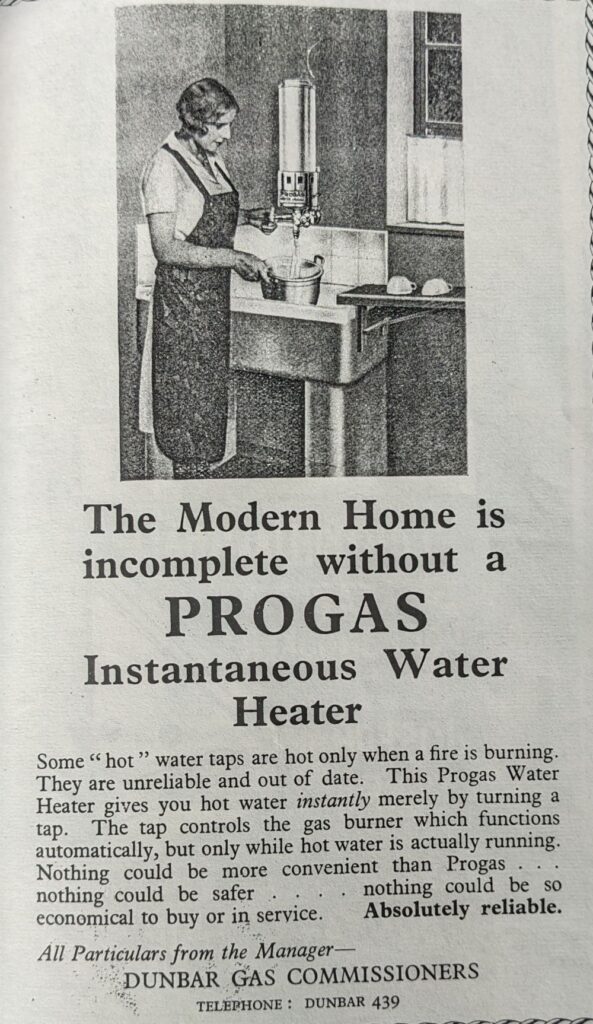 PROGAS
The Modern Home is
incomplete without a
PROGAS
Instantaneous Water
Heater
Some “ hot ” water taps are hot only when a fire is burning.
They are unreliable and out of date. This Progas Water
Heater gives you hot water instantly merely by turning a
tap. The tap controls the gas burner which functions
automatically, but only while hot water is actually running.
Nothing could be more convenient than Progas . . .
nothing could be safer . . . . nothing could be so
economical to buy or in service. Absolutely reliable.
All Particulars from the Manager—
DUNBAR GAS COMMISSIONERS
TELEPHONE : DUNBAR 439